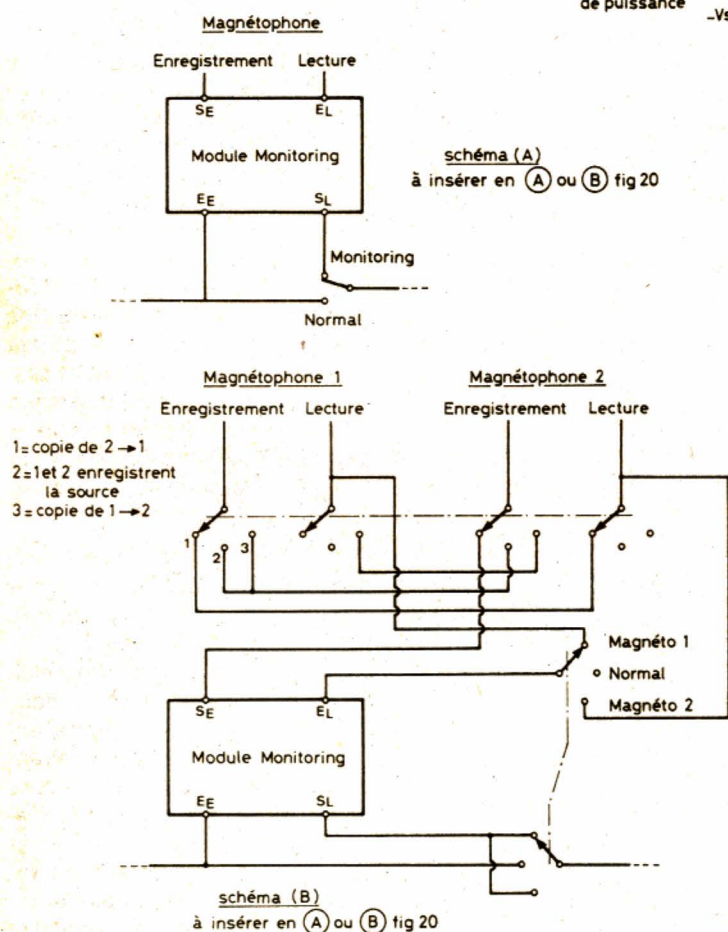 de puissance
-Vs
Magnétophone
Enregistrement Lecture
SE EL
Module Monitoring
EE SL
schéma (A)
à insérer en A ou B fig 20
Monitoring
Normal
Magnétophone 1 Magnétophone 2
Enregistrement Lecture Enregistrement Lecture
1=copie de 2→1
2=1et 2 enregistrent
la source
3=copie de 1→2
1
2
3
Magnéto 1
Normal
Magnéto 2
SE EL
Module Monitoring
EE SL
schéma (B)
à insérer en A ou B fig 20